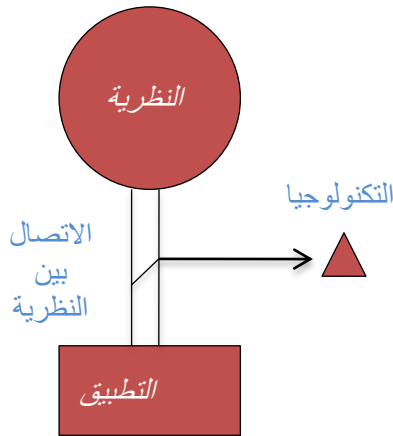 النظرية
التكنولوجيا
الاتصال
بين
النظرية
التطبيق